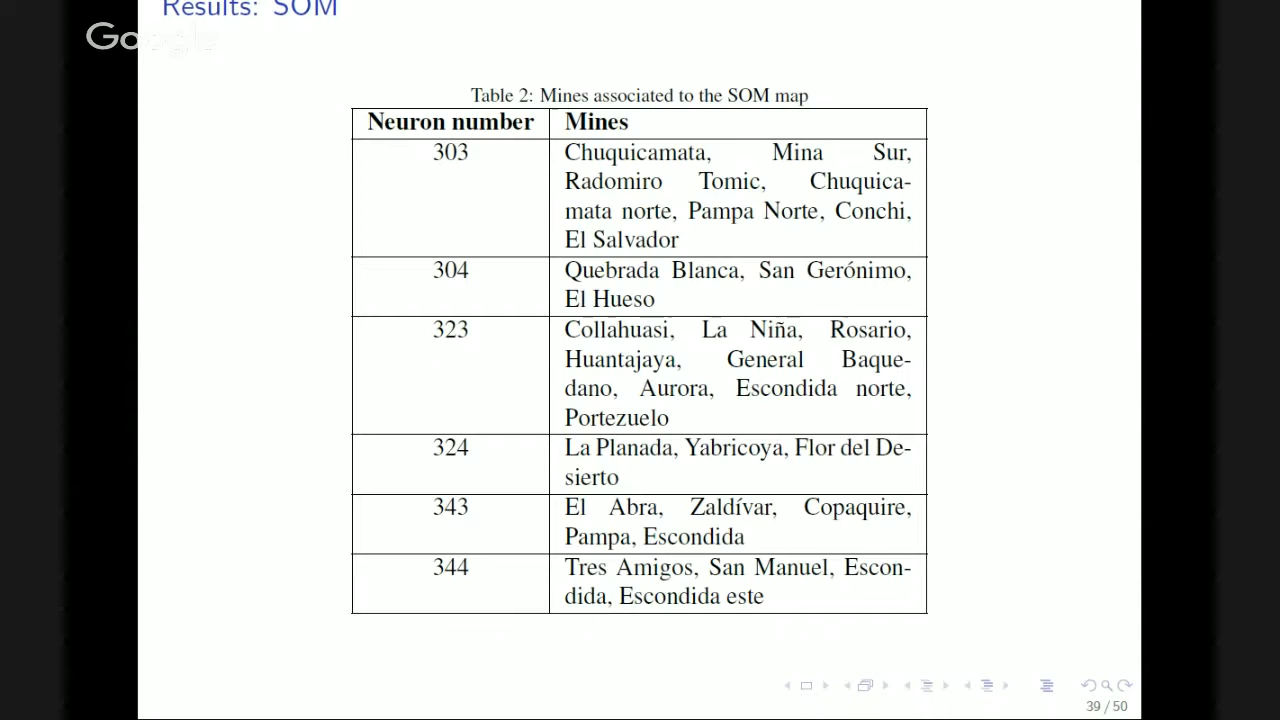 Results: SOM
Google
Table 2: Mines associated to the SOM map
Neuron number Mines
303 Chuquicamata, Mina Sur,
Radomiro Tomic, Chuquica-
mata norte, Pampa Norte, Conchi,
El Salvador
304 Quebrada Blanca, San Gerónimo,
El Hueso
323 Collahuasi, La Niña, Rosario,
Huantajaya, General Baque-
dano, Aurora, Escondida norte,
Portezuelo
324 La Planada, Yabricoya, Flor del De-
sierto
343 El Abra, Zaldívar, Copaquire,
Pampa, Escondida
344 Tres Amigos, San Manuel, Escon-
dida, Escondida este
39 / 50